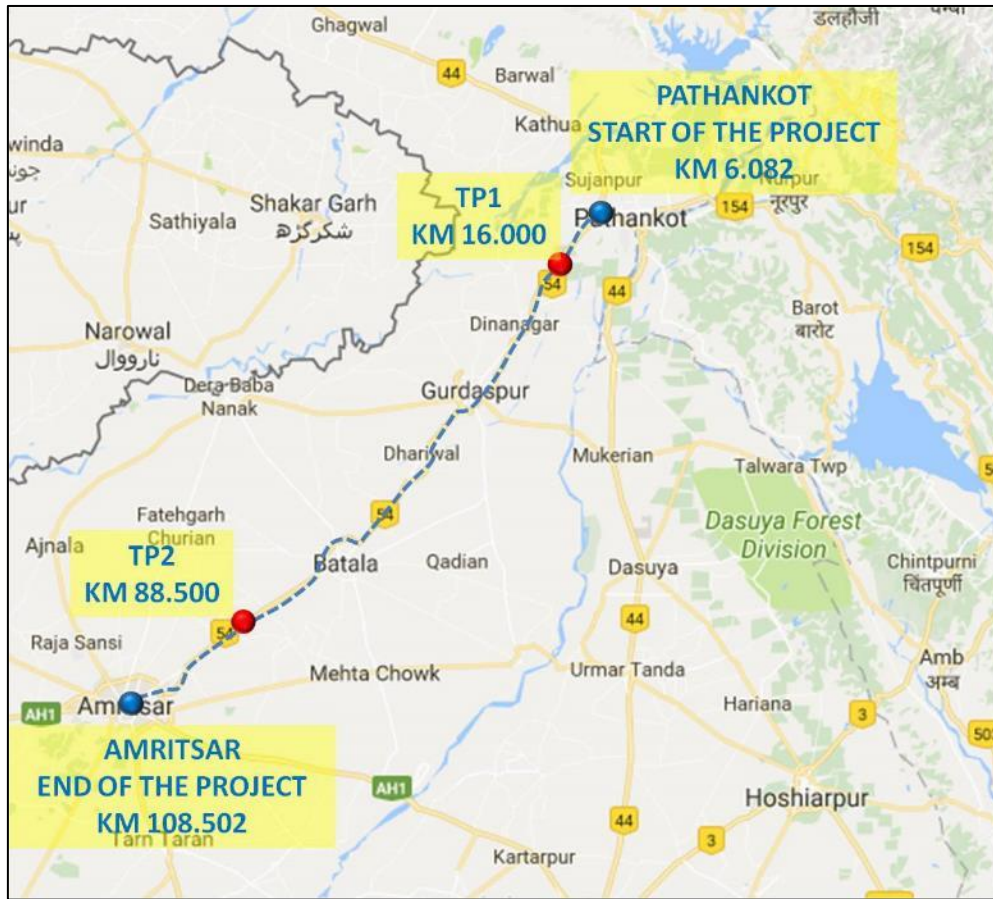 Ghagwal
डलहौज़ी
44
Barwal
PATHANKOT
START OF THE PROJECT
KM 6.082
Kathua
winda
Sujanpur
Nurpur
नूरपुर
TP1
KM 16.000
Shakar Garh
شکرگڑھ
Sathiyala
Pathankot
154
154
54
44
Dinanagar
Barot
बारोट
Narowal
نارووال
Dera Baba
Nanak
Gurdaspur
Dhariwal
Mukerian
Talwara Twp
54
Fatehgarh
Churian
Ajnala
TP2
KM 88.500
Batala
Qadian
Dasuya
Dasuya Forest
Division
Chintpurni
चिंतपूर्णी
54
44
Raja Sansi
Mehta Chowk
Urmar Tanda
Amb
अम्ब
AH1
Amritsar
Hariana
3
503
AMRITSAR
END OF THE PROJECT
KM 108.502
AH1
Hoshiarpur
44
3
Tarn Taran
Kartarpur